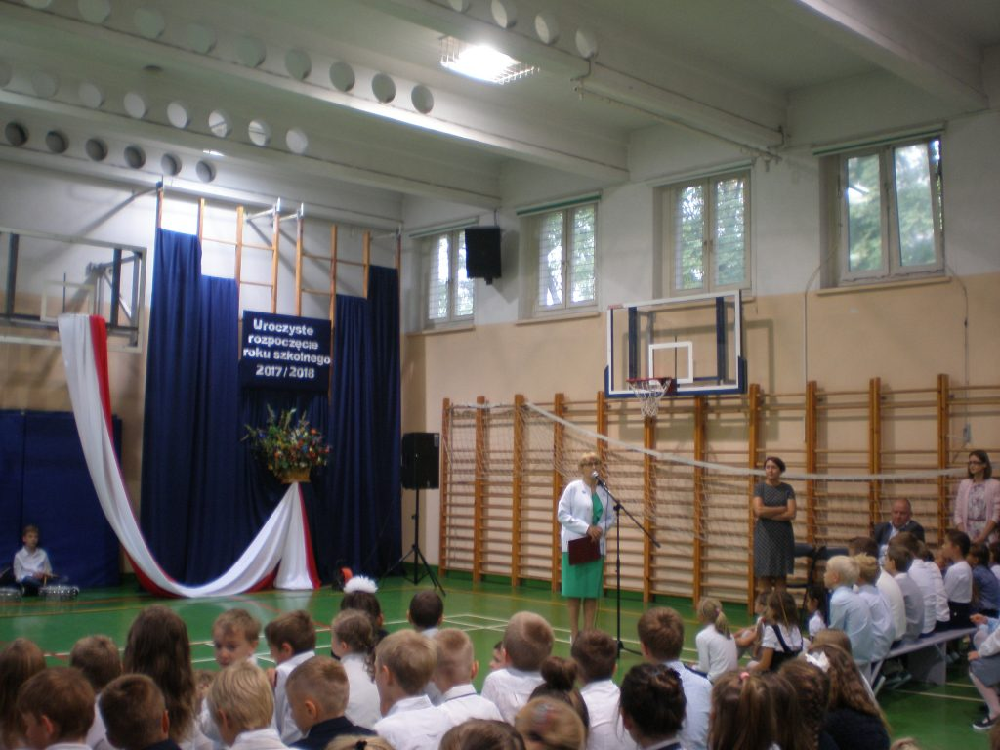 Uroczyste
rozpoczęcie
roku szkolnego
2017/2018